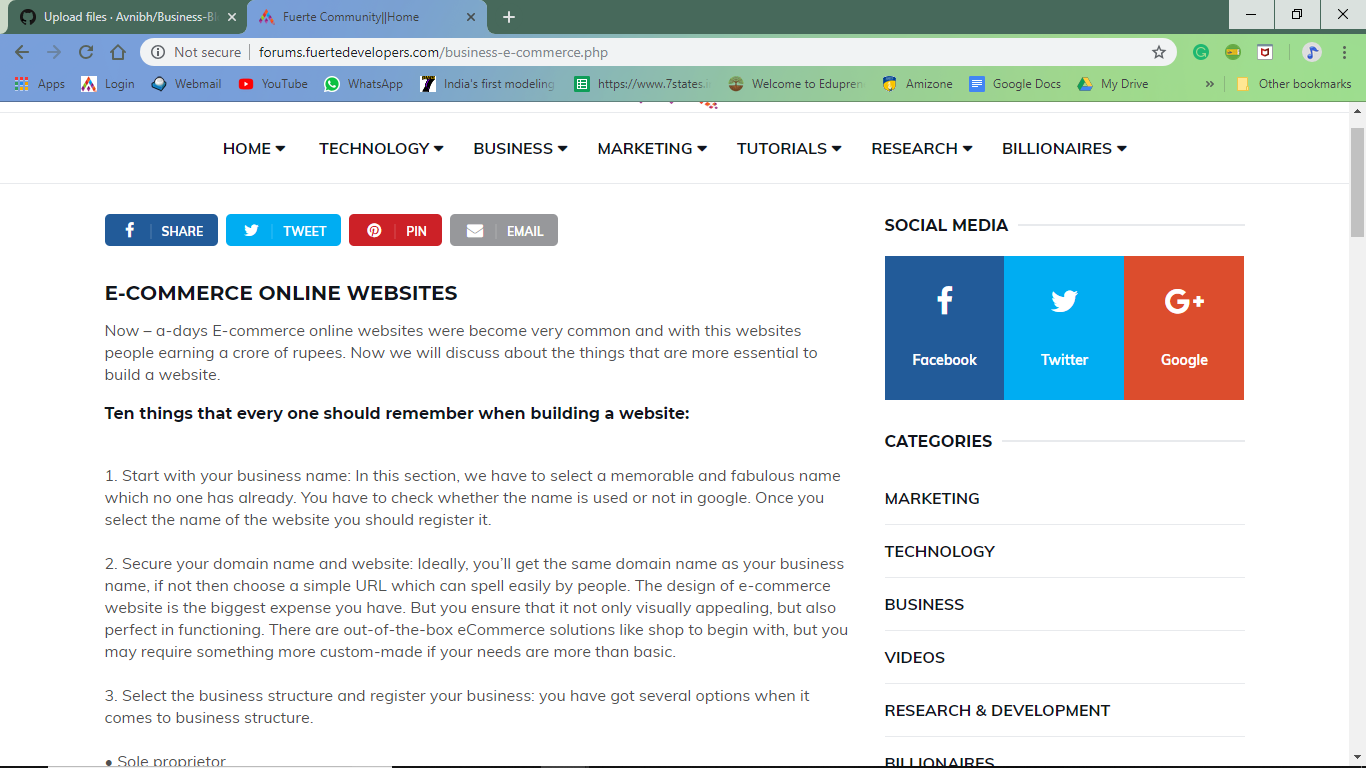 Upload files · Avnibh/Business-Bl
Fuerte Community||Home
Not secure
forums.fuertedevelopers.com/business-e-commerce.php
Apps
Login
Webmail
YouTube
WhatsApp
India's first modeling
https://www.7states.i
Welcome to Edupren
Amizone
Google Docs
My Drive
»
Other bookmarks
HOME
TECHNOLOGY
BUSINESS
MARKETING
TUTORIALS
RESEARCH
BILLIONAIRES
SHARE
TWEET
PIN
EMAIL
E-COMMERCE ONLINE WEBSITES
Now – a-days E-commerce online websites were become very common and with this websites
people earning a crore of rupees. Now we will discuss about the things that are more essential to
build a website.
Ten things that every one should remember when building a website:
1. Start with your business name: In this section, we have to select a memorable and fabulous name
which no one has already. You have to check whether the name is used or not in google. Once you
select the name of the website you should register it.
2. Secure your domain name and website: Ideally, you’ll get the same domain name as your business
name, if not then choose a simple URL which can spell easily by people. The design of e-commerce
website is the biggest expense you have. But you ensure that it not only visually appealing, but also
perfect in functioning. There are out-of-the-box eCommerce solutions like shop to begin with, but you
may require something more custom-made if your needs are more than basic.
3. Select the business structure and register your business: you have got several options when it
comes to business structure.
• Sole proprietor
SOCIAL MEDIA
Facebook
Twitter
G+
Google
CATEGORIES
MARKETING
TECHNOLOGY
BUSINESS
VIDEOS
RESEARCH & DEVELOPMENT
BILLIONAIRES